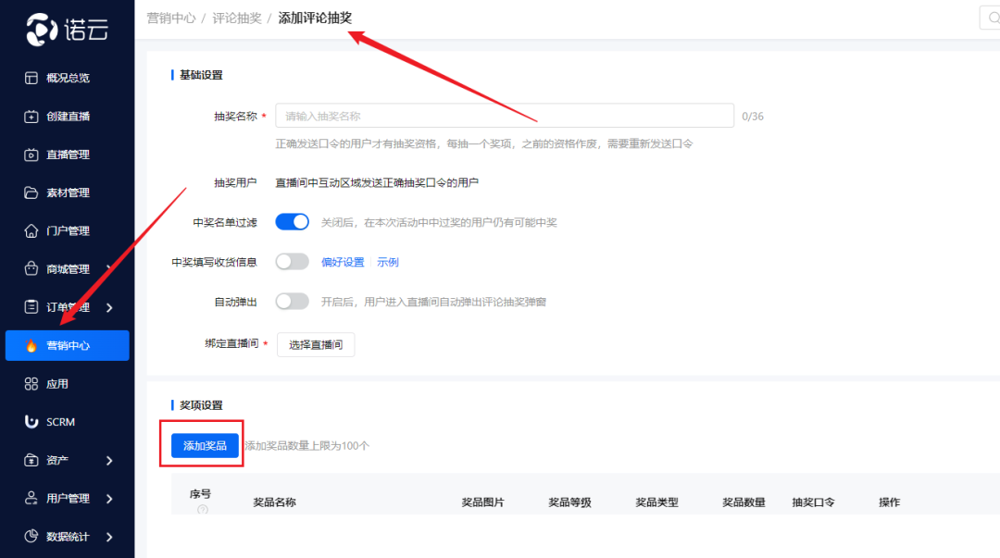 诺云
营销中心 / 评论抽奖 / 添加评论抽奖
概况总览
创建直播
直播管理
素材管理
门户管理
商城管理
订单管理
营销中心
应用
SCRM
资产
用户管理
数据统计
基础设置
抽奖名称 * 请输入抽奖名称 0/36
正确发送口令的用户才有抽奖资格，每抽一个奖项，之前的资格作废，需要重新发送口令
抽奖用户 直播间中互动区域发送正确抽奖口令的用户
中奖名单过滤 关闭后，在本次活动中中过奖的用户仍有可能中奖
中奖填写收货信息 偏好设置 示例
自动弹出 开启后，用户进入直播间自动弹出评论抽奖弹窗
绑定直播间 * 选择直播间
奖项设置
添加奖品 添加奖品数量上限为100个
序号 奖品名称 奖品图片 奖品等级 奖品类型 奖品数量 抽奖口令 操作